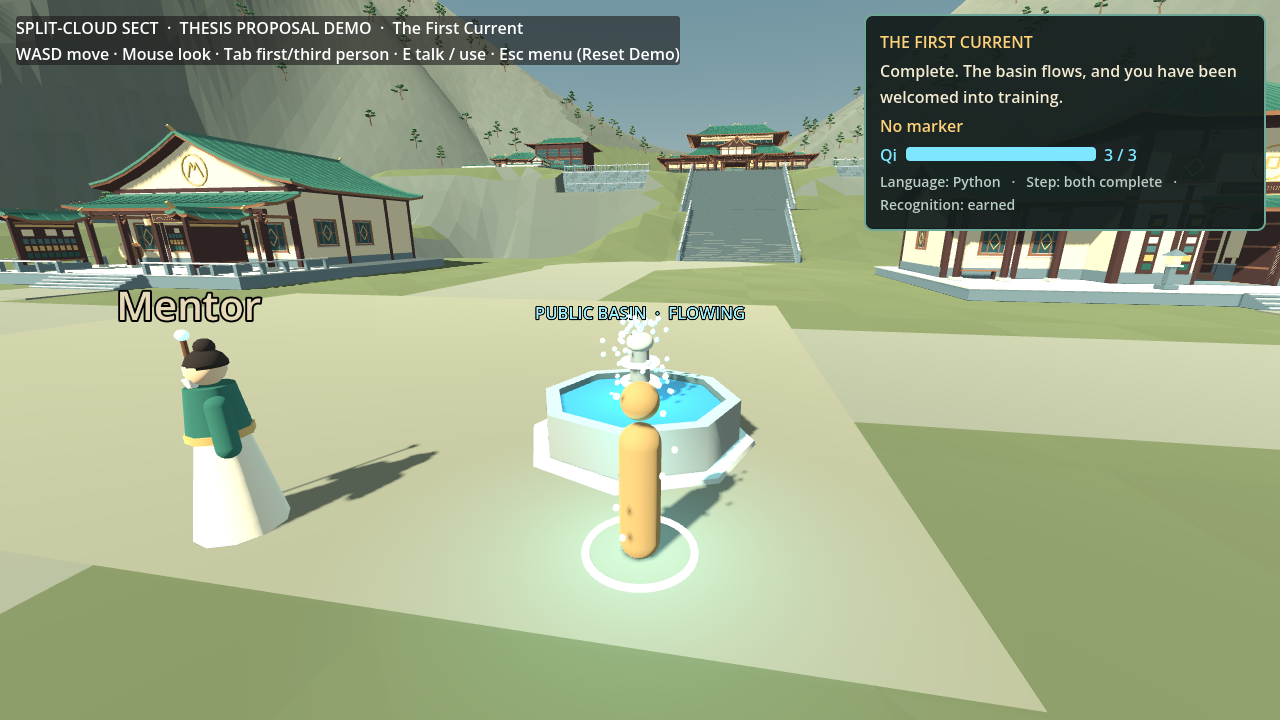 SPLIT-CLOUD SECT · THESIS PROPOSAL DEMO · The First Current
WASD move · Mouse look · Tab first/third person · E talk / use · Esc menu (Reset Demo)
THE FIRST CURRENT
Complete. The basin flows, and you have been
welcomed into training.
No marker
Qi 3 / 3
Language: Python · Step: both complete ·
Recognition: earned
Mentor
PUBLIC BASIN · FLOWING